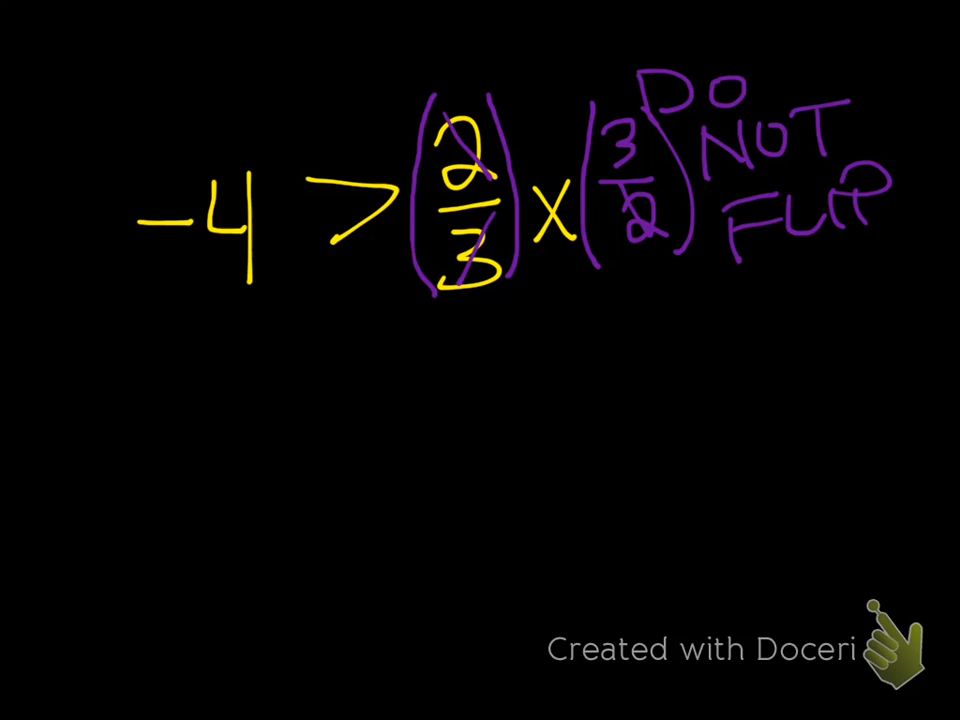 -4 > (2/3) x (3/2)
DO
NOT
FLIP
Created with Doceri